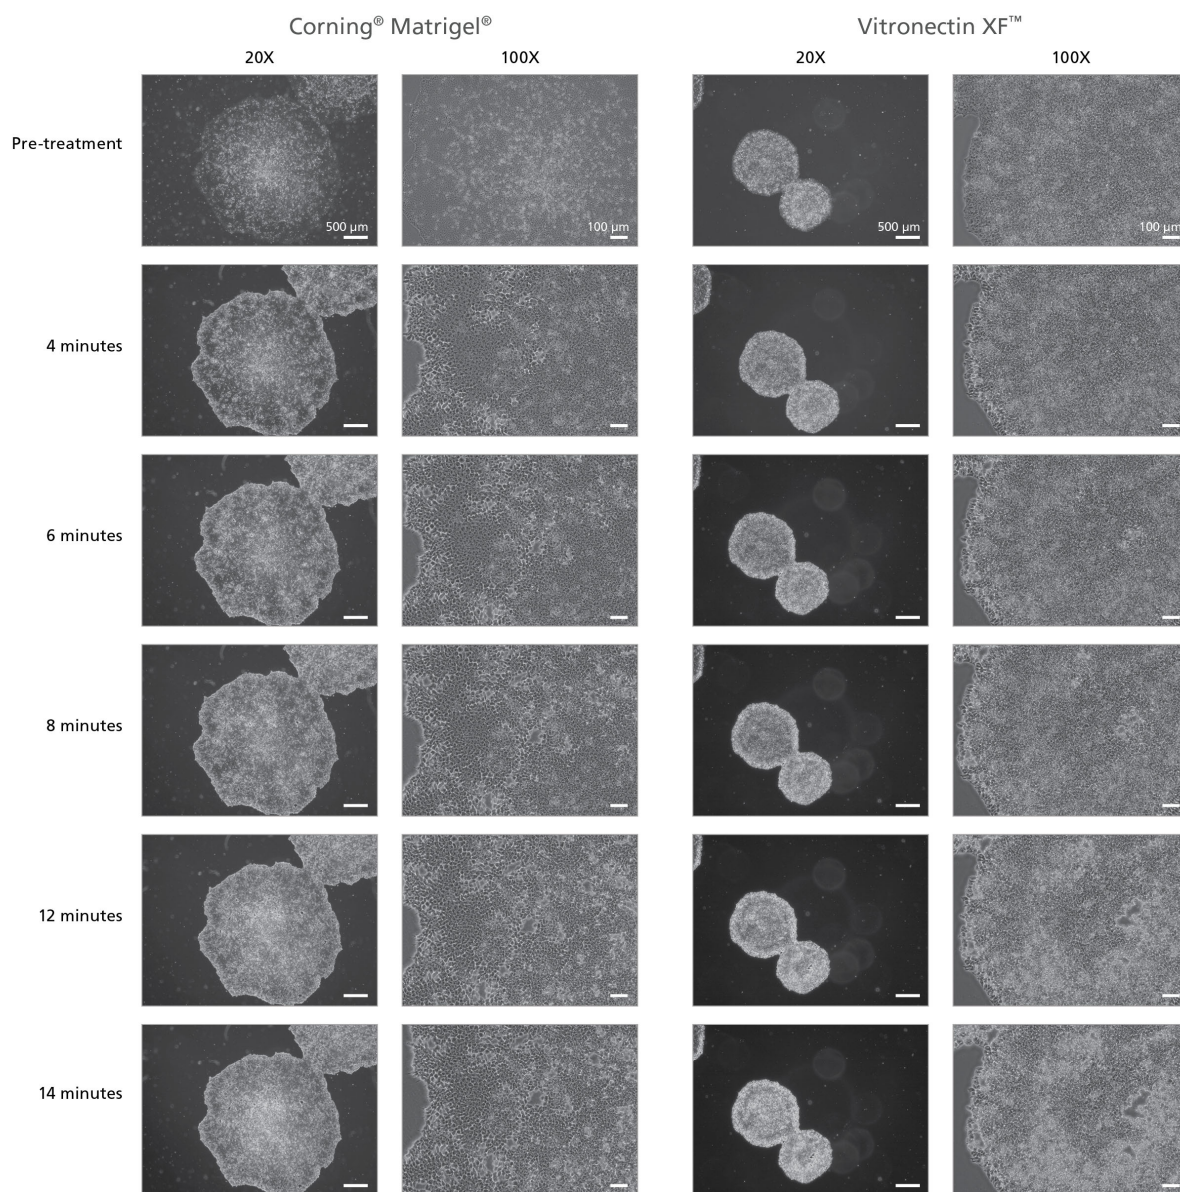 Corning® Matrigel® Vitronectin XF™
20X 100X 20X 100X
Pre-treatment
500 µm 100 µm 500 µm 100 µm
4 minutes
6 minutes
8 minutes
12 minutes
14 minutes